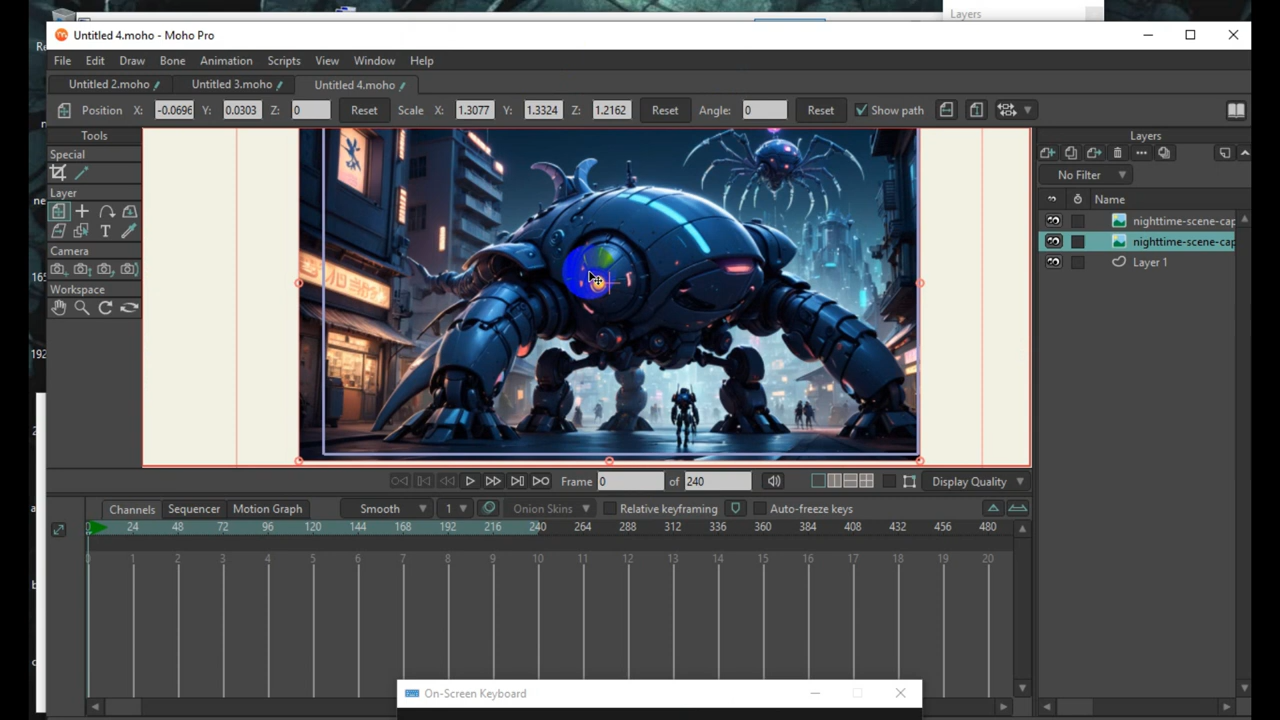 Layers
Untitled 4.moho - Moho Pro
File Edit Draw Bone Animation Scripts View Window Help
Untitled 2.moho Untitled 3.moho Untitled 4.moho
Position X: -0.0696 Y: 0.0303 Z: 0 Reset Scale X: 1.3077 Y: 1.3324 Z: 1.2162 Reset Angle: 0 Reset Show path
Tools
Special
Layer
Camera
Workspace
Layers
No Filter
Name
nighttime-scene-cap
nighttime-scene-cap
Layer 1
Frame 0 of 240 Display Quality
Channels Sequencer Motion Graph Smooth 1 Onion Skins Relative keyframing Auto-freeze keys
0 24 48 72 96 120 144 168 192 216 240 264 288 312 336 360 384 408 432 456 480
0 1 2 3 4 5 6 7 8 9 10 11 12 13 14 15 16 17 18 19 20
On-Screen Keyboard